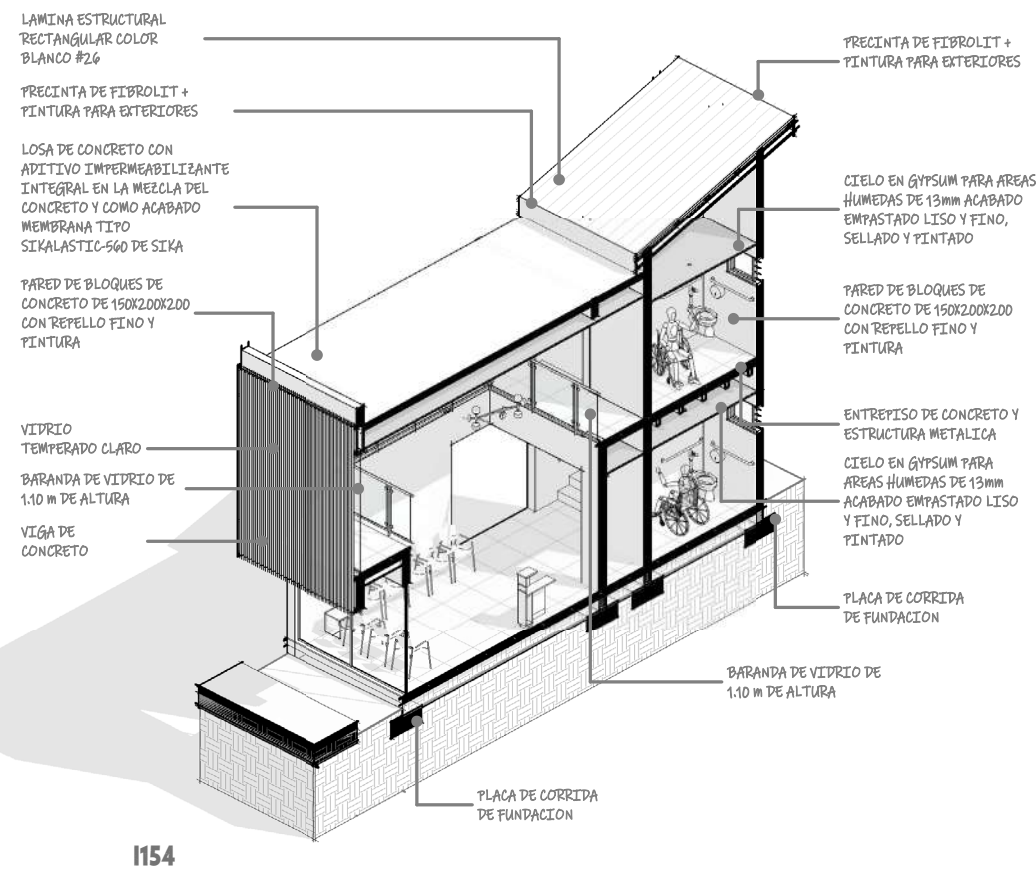 LAMINA ESTRUCTURAL
RECTANGULAR COLOR
BLANCO #26
PRECINTA DE FIBROLIT +
PINTURA PARA EXTERIORES
LOSA DE CONCRETO CON
ADITIVO IMPERMEABILIZANTE
INTEGRAL EN LA MEZCLA DEL
CONCRETO Y COMO ACABADO
MEMBRANA TIPO
SIKALASTIC-560 DE SIKA
PARED DE BLOQUES DE
CONCRETO DE 150X200X200
CON REPELLO FINO Y
PINTURA
VIDRIO
TEMPERADO CLARO
BARANDA DE VIDRIO DE
1.10 m DE ALTURA
VIGA DE
CONCRETO
PRECINTA DE FIBROLIT +
PINTURA PARA EXTERIORES
CIELO EN GYPSUM PARA AREAS
HUMEDAS DE 13mm ACABADO
EMPASTADO LISO Y FINO,
SELLADO Y PINTADO
PARED DE BLOQUES DE
CONCRETO DE 150X200X200
CON REPELLO FINO Y
PINTURA
ENTREPISO DE CONCRETO Y
ESTRUCTURA METALICA
CIELO EN GYPSUM PARA
AREAS HUMEDAS DE 13mm
ACABADO EMPASTADO LISO
Y FINO, SELLADO Y
PINTADO
PLACA DE CORRIDA
DE FUNDACION
BARANDA DE VIDRIO DE
1.10 m DE ALTURA
PLACA DE CORRIDA
DE FUNDACION
I154